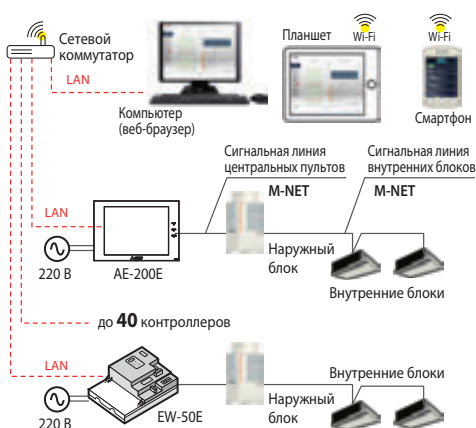 Сетевой
коммутатор
LAN
Компьютер
(веб-браузер)
Планшет
Wi-Fi
Wi-Fi
Смартфон
Сигнальная линия
центральных пультов
M-NET
Сигнальная линия
внутренних блоков
M-NET
LAN
220 В
AE-200E
Наружный
блок
Внутренние блоки
до 40 контроллеров
LAN
220 В
EW-50E
Наружный
блок
Внутренние блоки